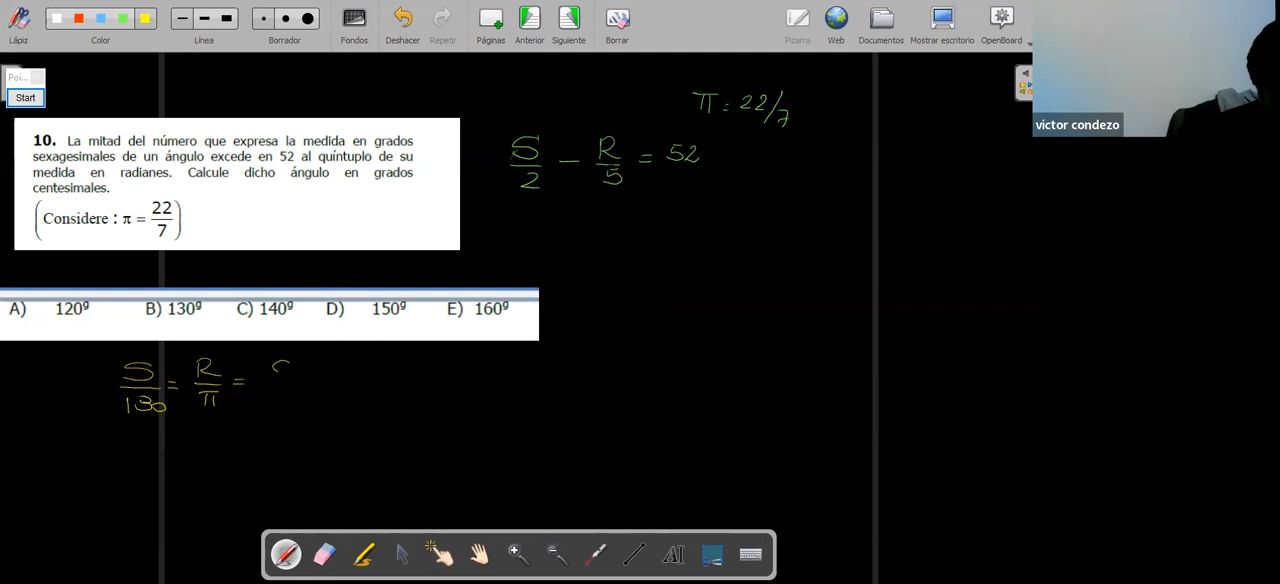 Lápiz
Color
Línea
Borrador
Fondos
Deshacer
Repetir
Páginas
Anterior
Siguiente
Borrar
Pizarra
Web
Documentos
Mostrar escritorio
OpenBoard
Poi...
Start
victor condezo
10. La mitad del número que expresa la medida en grados
sexagesimales de un ángulo excede en 52 al quíntuplo de su
medida en radianes. Calcule dicho ángulo en grados
centesimales.
(Considere : π = 22/7)
A) 120g B) 130g C) 140g D) 150g E) 160g
π = 22/7
S/2 − R/5 = 52
S/180 = R/π =
AI